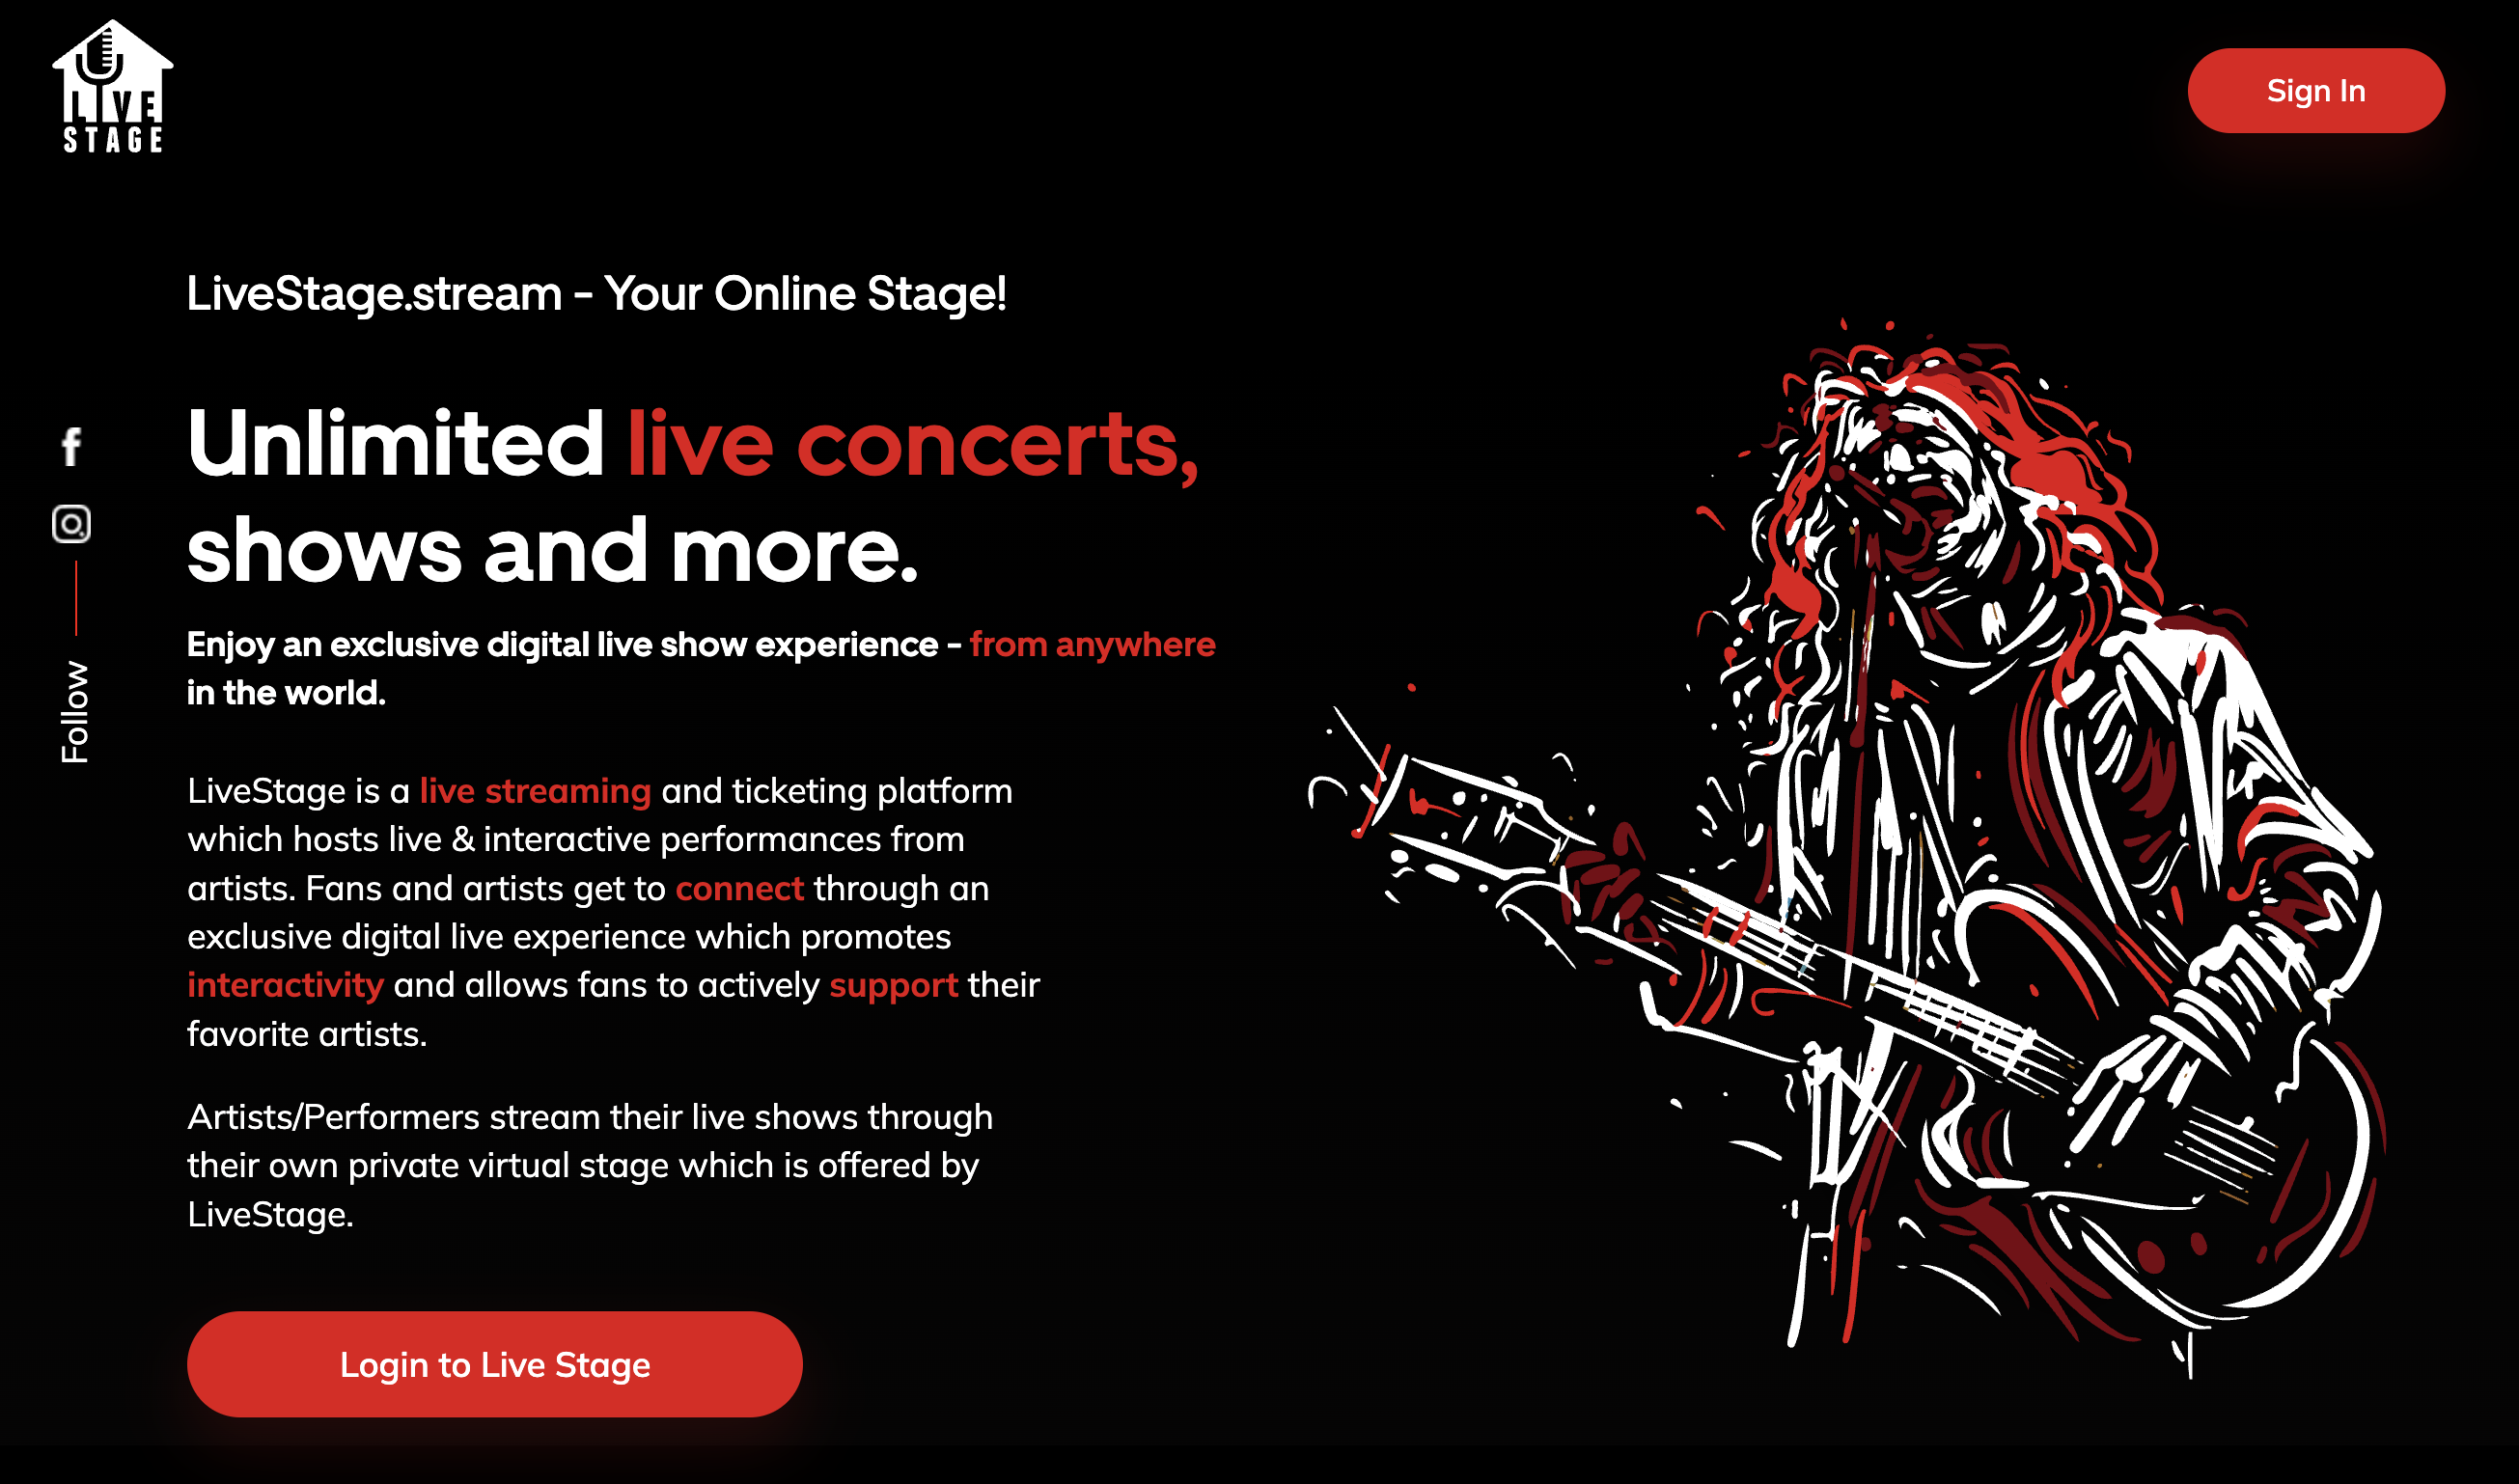 LIVE
STAGE
Sign In
LiveStage.stream - Your Online Stage!
Unlimited live concerts,
shows and more.
Enjoy an exclusive digital live show experience - from anywhere
in the world.
Follow
LiveStage is a live streaming and ticketing platform
which hosts live & interactive performances from
artists. Fans and artists get to connect through an
exclusive digital live experience which promotes
interactivity and allows fans to actively support their
favorite artists.
Artists/Performers stream their live shows through
their own private virtual stage which is offered by
LiveStage.
Login to Live Stage